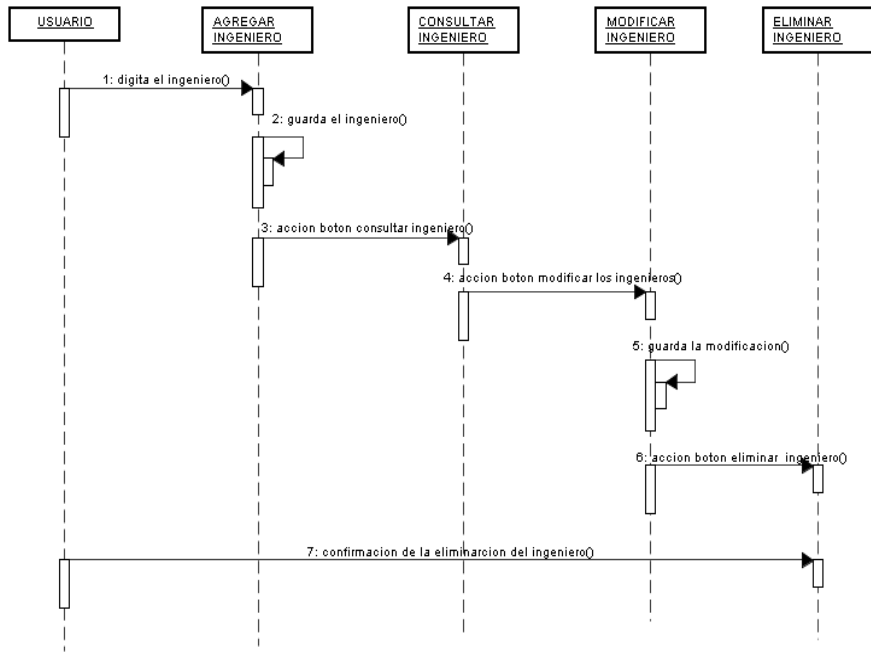 USUARIO
AGREGAR
INGENIERO
CONSULTAR
INGENIERO
MODIFICAR
INGENIERO
ELIMINAR
INGENIERO
1: digita el ingeniero()
2: guarda el ingeniero()
3: accion boton consultar ingeniero()
4: accion boton modificar los ingenieros()
5: guarda la modificacion()
6: accion boton eliminar ingeniero()
7: confirmacion de la eliminarcion del ingeniero()